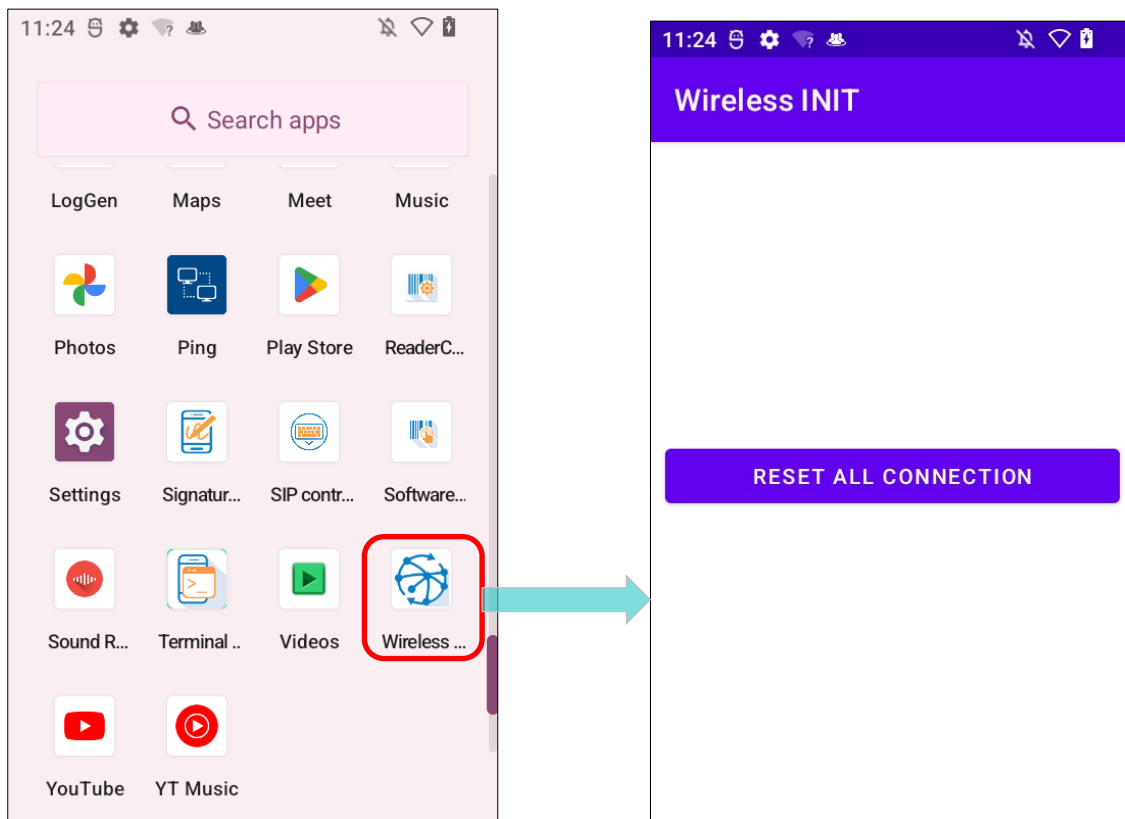 11:24
Search apps
LogGen Maps Meet Music
Photos Ping Play Store ReaderC...
Settings Signatur... SIP contr... Software...
Sound R... Terminal .. Videos Wireless ...
YouTube YT Music
11:24
Wireless INIT
RESET ALL CONNECTION